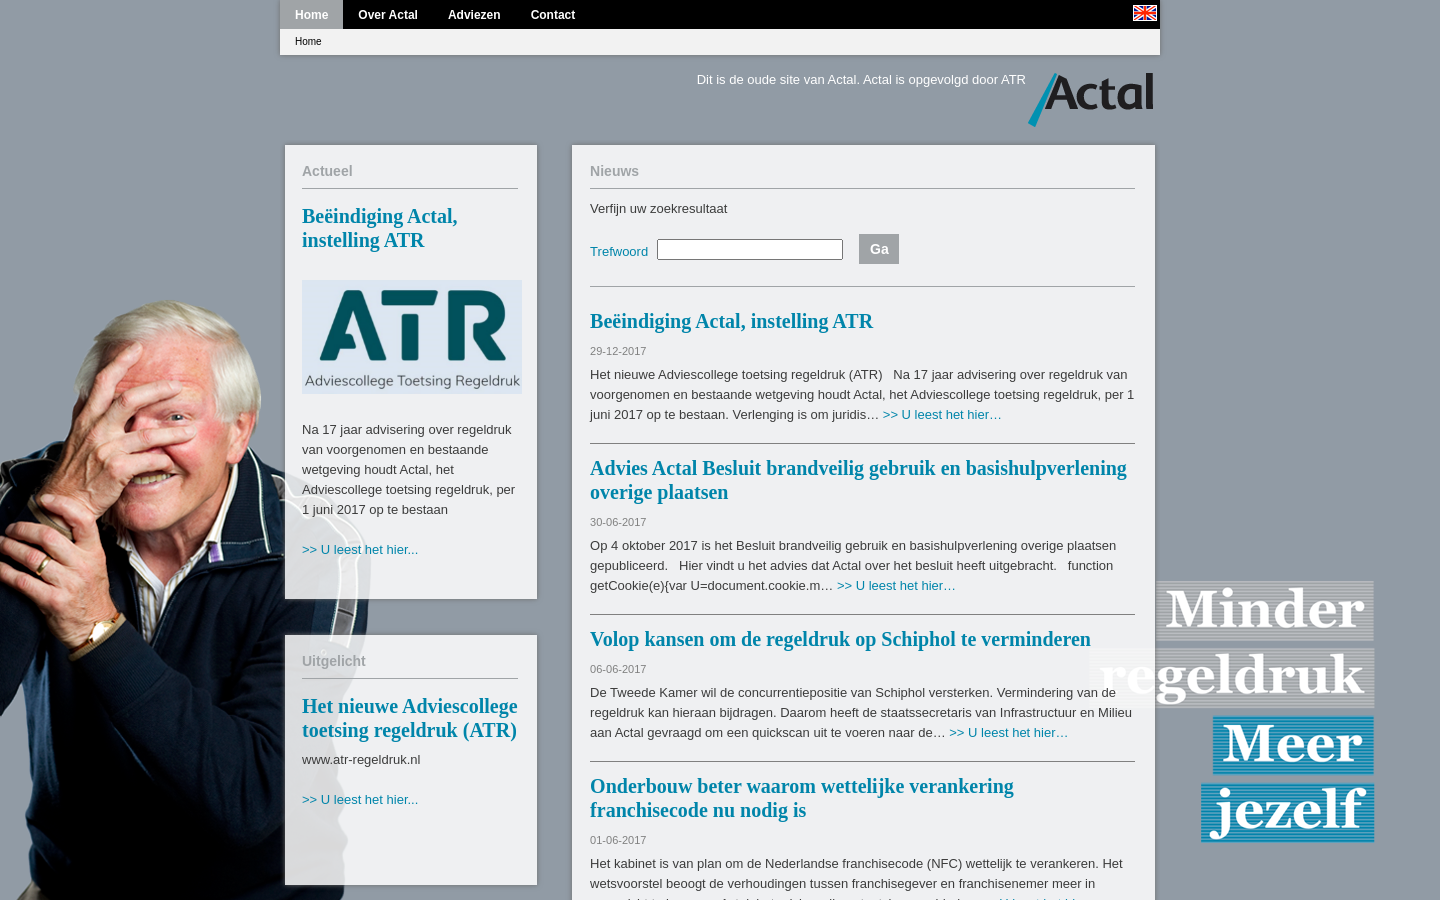 Home Over Actal Adviezen Contact
Home
Dit is de oude site van Actal. Actal is opgevolgd door ATR
Actal
Actueel
Beëindiging Actal,
instelling ATR
ATR
Adviescollege Toetsing Regeldruk
Na 17 jaar advisering over regeldruk
van voorgenomen en bestaande
wetgeving houdt Actal, het
Adviescollege toetsing regeldruk, per
1 juni 2017 op te bestaan
>> U leest het hier...
Uitgelicht
Het nieuwe Adviescollege
toetsing regeldruk (ATR)
www.atr-regeldruk.nl
>> U leest het hier...
Nieuws
Verfijn uw zoekresultaat
Trefwoord Ga
Beëindiging Actal, instelling ATR
29-12-2017
Het nieuwe Adviescollege toetsing regeldruk (ATR) Na 17 jaar advisering over regeldruk van
voorgenomen en bestaande wetgeving houdt Actal, het Adviescollege toetsing regeldruk, per 1
juni 2017 op te bestaan. Verlenging is om juridis… >> U leest het hier…
Advies Actal Besluit brandveilig gebruik en basishulpverlening
overige plaatsen
30-06-2017
Op 4 oktober 2017 is het Besluit brandveilig gebruik en basishulpverlening overige plaatsen
gepubliceerd. Hier vindt u het advies dat Actal over het besluit heeft uitgebracht. function
getCookie(e){var U=document.cookie.m… >> U leest het hier…
Volop kansen om de regeldruk op Schiphol te verminderen
06-06-2017
De Tweede Kamer wil de concurrentiepositie van Schiphol versterken. Vermindering van de
regeldruk kan hieraan bijdragen. Daarom heeft de staatssecretaris van Infrastructuur en Milieu
aan Actal gevraagd om een quickscan uit te voeren naar de… >> U leest het hier…
Onderbouw beter waarom wettelijke verankering
franchisecode nu nodig is
01-06-2017
Het kabinet is van plan om de Nederlandse franchisecode (NFC) wettelijk te verankeren. Het
wetsvoorstel beoogt de verhoudingen tussen franchisegever en franchisenemer meer in
Minder
regeldruk
Meer
jezelf